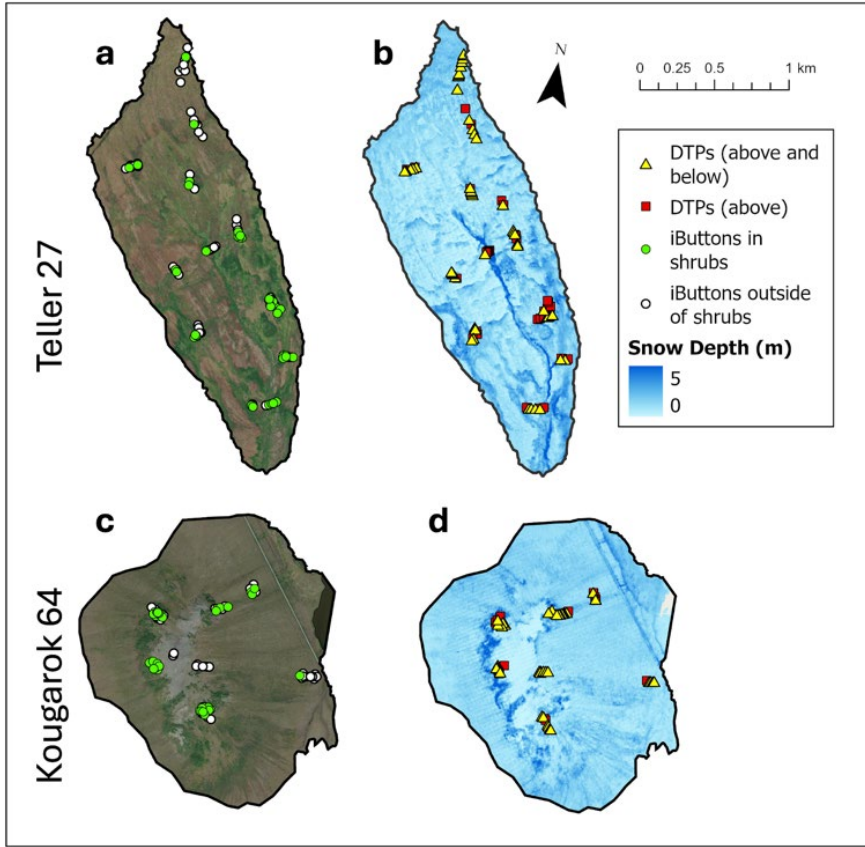 a
b
N
0 0.25 0.5 1 km
DTPs (above and
below)
DTPs (above)
iButtons in
shrubs
iButtons outside
of shrubs
Snow Depth (m)
5
0
Teller 27
c
d
Kougarok 64